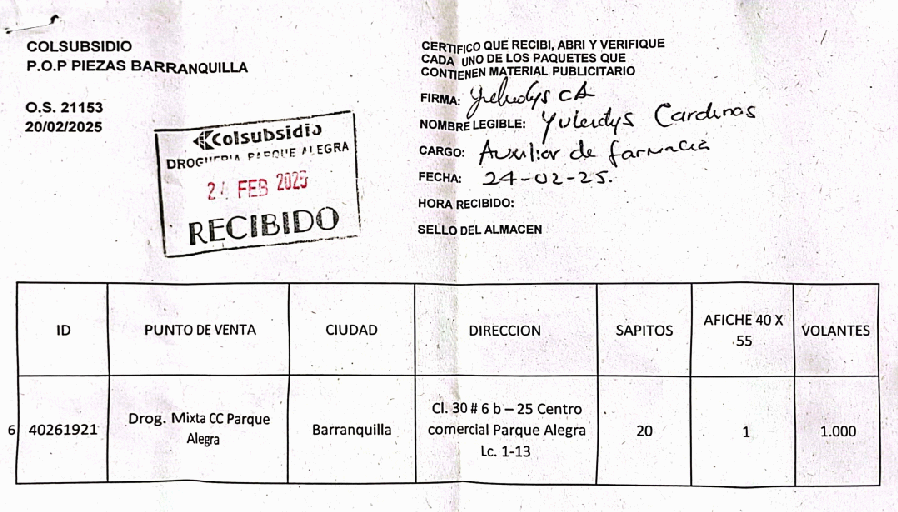 COLSUBSIDIO
P.O.P PIEZAS BARRANQUILLA
O.S. 21153
20/02/2025
Colsubsidio
DROGUERIA PARQUE ALEGRA
24 FEB 2025
RECIBIDO
CERTIFICO QUE RECIBI, ABRI Y VERIFIQUE
CADA UNO DE LOS PAQUETES QUE
CONTIENEN MATERIAL PUBLICITARIO
FIRMA: Yuleidys CA
NOMBRE LEGIBLE: Yuleidys Cardenas
CARGO: Auxiliar de farmacia
FECHA: 24-02-25.
HORA RECIBIDO:
SELLO DEL ALMACEN
ID PUNTO DE VENTA CIUDAD DIRECCION SAPITOS AFICHE 40 X VOLANTES
55
6 40261921 Drog. Mixta CC Parque Barranquilla Cl. 30 # 6 b – 25 Centro 20 1 1.000
Alegra comercial Parque Alegra
Lc. 1-13